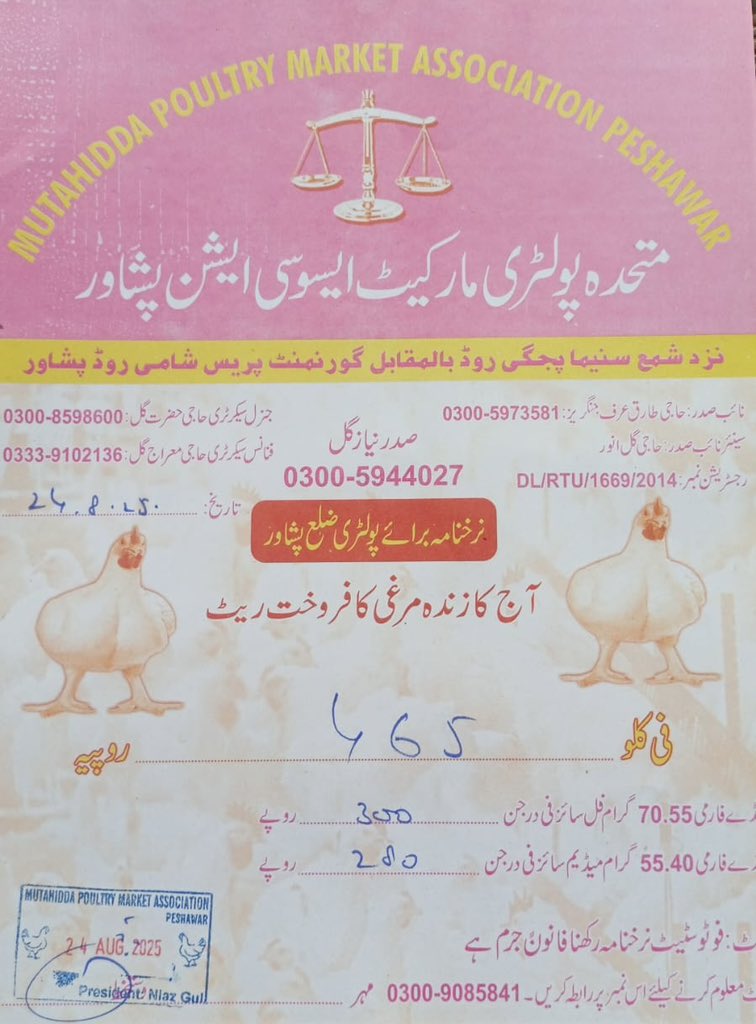 MUTAHIDDA POULTRY MARKET ASSOCIATION PESHAWAR
متحدہ پولٹری مارکیٹ ایسوسی ایشن پشاور
نزد شمع سنیما پجگی روڈ بالمقابل گورنمنٹ پریس شامی روڈ پشاور
نائب صدر: حاجی طارق عرف جنگریز: 0300-5973581
سینئر نائب صدر: حاجی گل انور
رجسٹریشن نمبر: DL/RTU/1669/2014
صدر نیاز گل
0300-5944027
جنرل سیکرٹری حاجی حضرت گل: 0300-8598600
فنانس سیکرٹری حاجی معراج گل: 0333-9102136
تاریخ: 24.8.25.
نرخنامہ برائے پولٹری ضلع پشاور
آج کا زندہ مرغی کا فروخت ریٹ
فی کلو 465 روپیہ
فارمی 70.55 گرام فل سائز فی درجن 300 روپے
فارمی 55.40 گرام میڈیم سائز فی درجن 280 روپے
فوٹو سٹیٹ نرخنامہ رکھنا قانوناً جرم ہے
معلوم کرنے کیلئے اس نمبر پر رابطہ کریں۔ 0300-9085841 مہر
MUTAHIDDA POULTRY MARKET ASSOCIATION
PESHAWAR
24 AUG. 2025
President: Niaz Gul